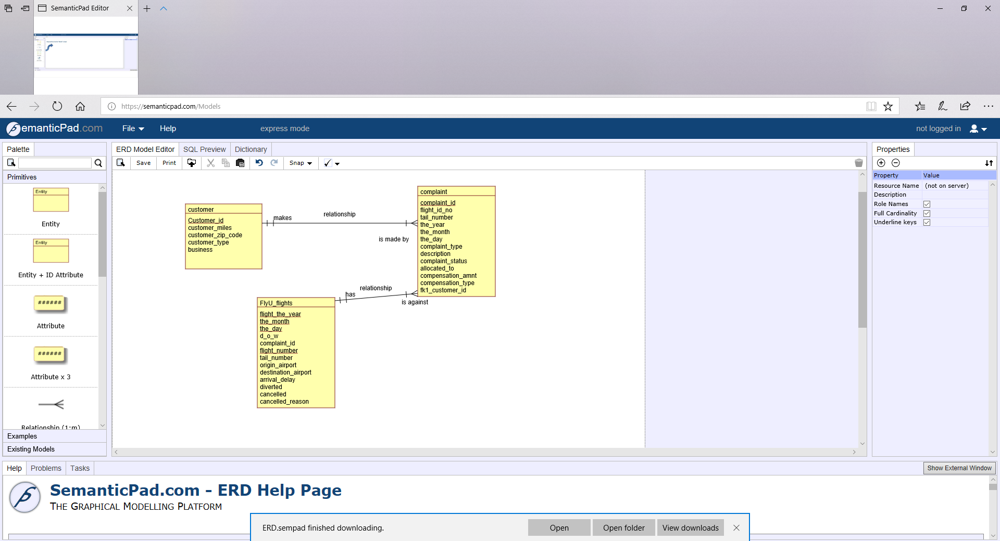 SemanticPad Editor
https://semanticpad.com/Models
emanticPad.com
File
Help
express mode
not logged in
Palette
Primitives
Entity
Entity
Entity
Entity + ID Attribute
######
Attribute
######
Attribute x 3
Relationship (1:m)
Examples
Existing Models
ERD Model Editor
SQL Preview
Dictionary
Save
Print
Snap
customer
Customer_id
customer_miles
customer_zip_code
customer_type
business
makes
relationship
is made by
complaint
complaint_id
flight_id_no
tail_number
the_year
the_month
the_day
complaint_type
description
complaint_status
allocated_to
compensation_amnt
compensation_type
fk1_customer_id
has
relationship
is against
FlyU_flights
flight_the_year
the_month
the_day
d_o_w
complaint_id
flight_number
tail_number
origin_airport
destination_airport
arrival_delay
diverted
cancelled
cancelled_reason
Properties
Property Value
Resource Name (not on server)
Description
Role Names
Full Cardinality
Underline keys
Help
Problems
Tasks
Show External Window
SemanticPad.com - ERD Help Page
The Graphical Modelling Platform
ERD.sempad finished downloading.
Open
Open folder
View downloads